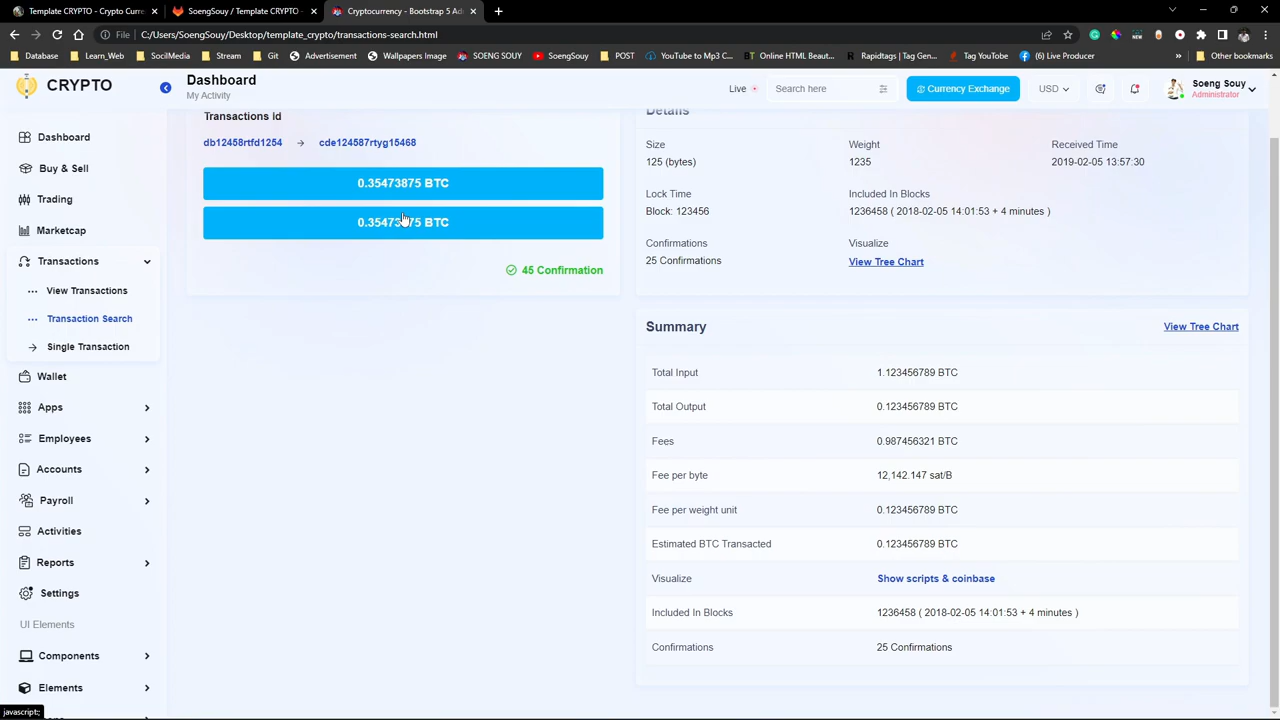 Template CRYPTO - Crypto Curre
SoengSouy / Template CRYPTO -
Cryptocurrency - Bootstrap 5 Ad
File
C:/Users/SoengSouy/Desktop/template_crypto/transactions-search.html
Database
Learn_Web
SocilMedia
Stream
Git
Advertisement
Wallpapers Image
SOENG SOUY
SoengSouy
POST
YouTube to Mp3 C...
Online HTML Beaut...
Rapidtags | Tag Gen...
Tag YouTube
(6) Live Producer
»
Other bookmarks
CRYPTO
Dashboard
My Activity
Live
Search here
Currency Exchange
USD
Soeng Souy
Administrator
Dashboard
Buy & Sell
Trading
Marketcap
Transactions
View Transactions
Transaction Search
Single Transaction
Wallet
Apps
Employees
Accounts
Payroll
Activities
Reports
Settings
UI Elements
Components
Elements
javascript:;
Transactions Id
db12458rtfd1254 → cde124587rtyg15468
0.35473875 BTC
0.35473875 BTC
45 Confirmation
Details
Size
125 (bytes)
Weight
1235
Received Time
2019-02-05 13:57:30
Lock Time
Block: 123456
Included In Blocks
1236458 ( 2018-02-05 14:01:53 + 4 minutes )
Confirmations
25 Confirmations
Visualize
View Tree Chart
Summary
View Tree Chart
Total Input 1.123456789 BTC
Total Output 0.123456789 BTC
Fees 0.987456321 BTC
Fee per byte 12,142.147 sat/B
Fee per weight unit 0.123456789 BTC
Estimated BTC Transacted 0.123456789 BTC
Visualize Show scripts & coinbase
Included In Blocks 1236458 ( 2018-02-05 14:01:53 + 4 minutes )
Confirmations 25 Confirmations